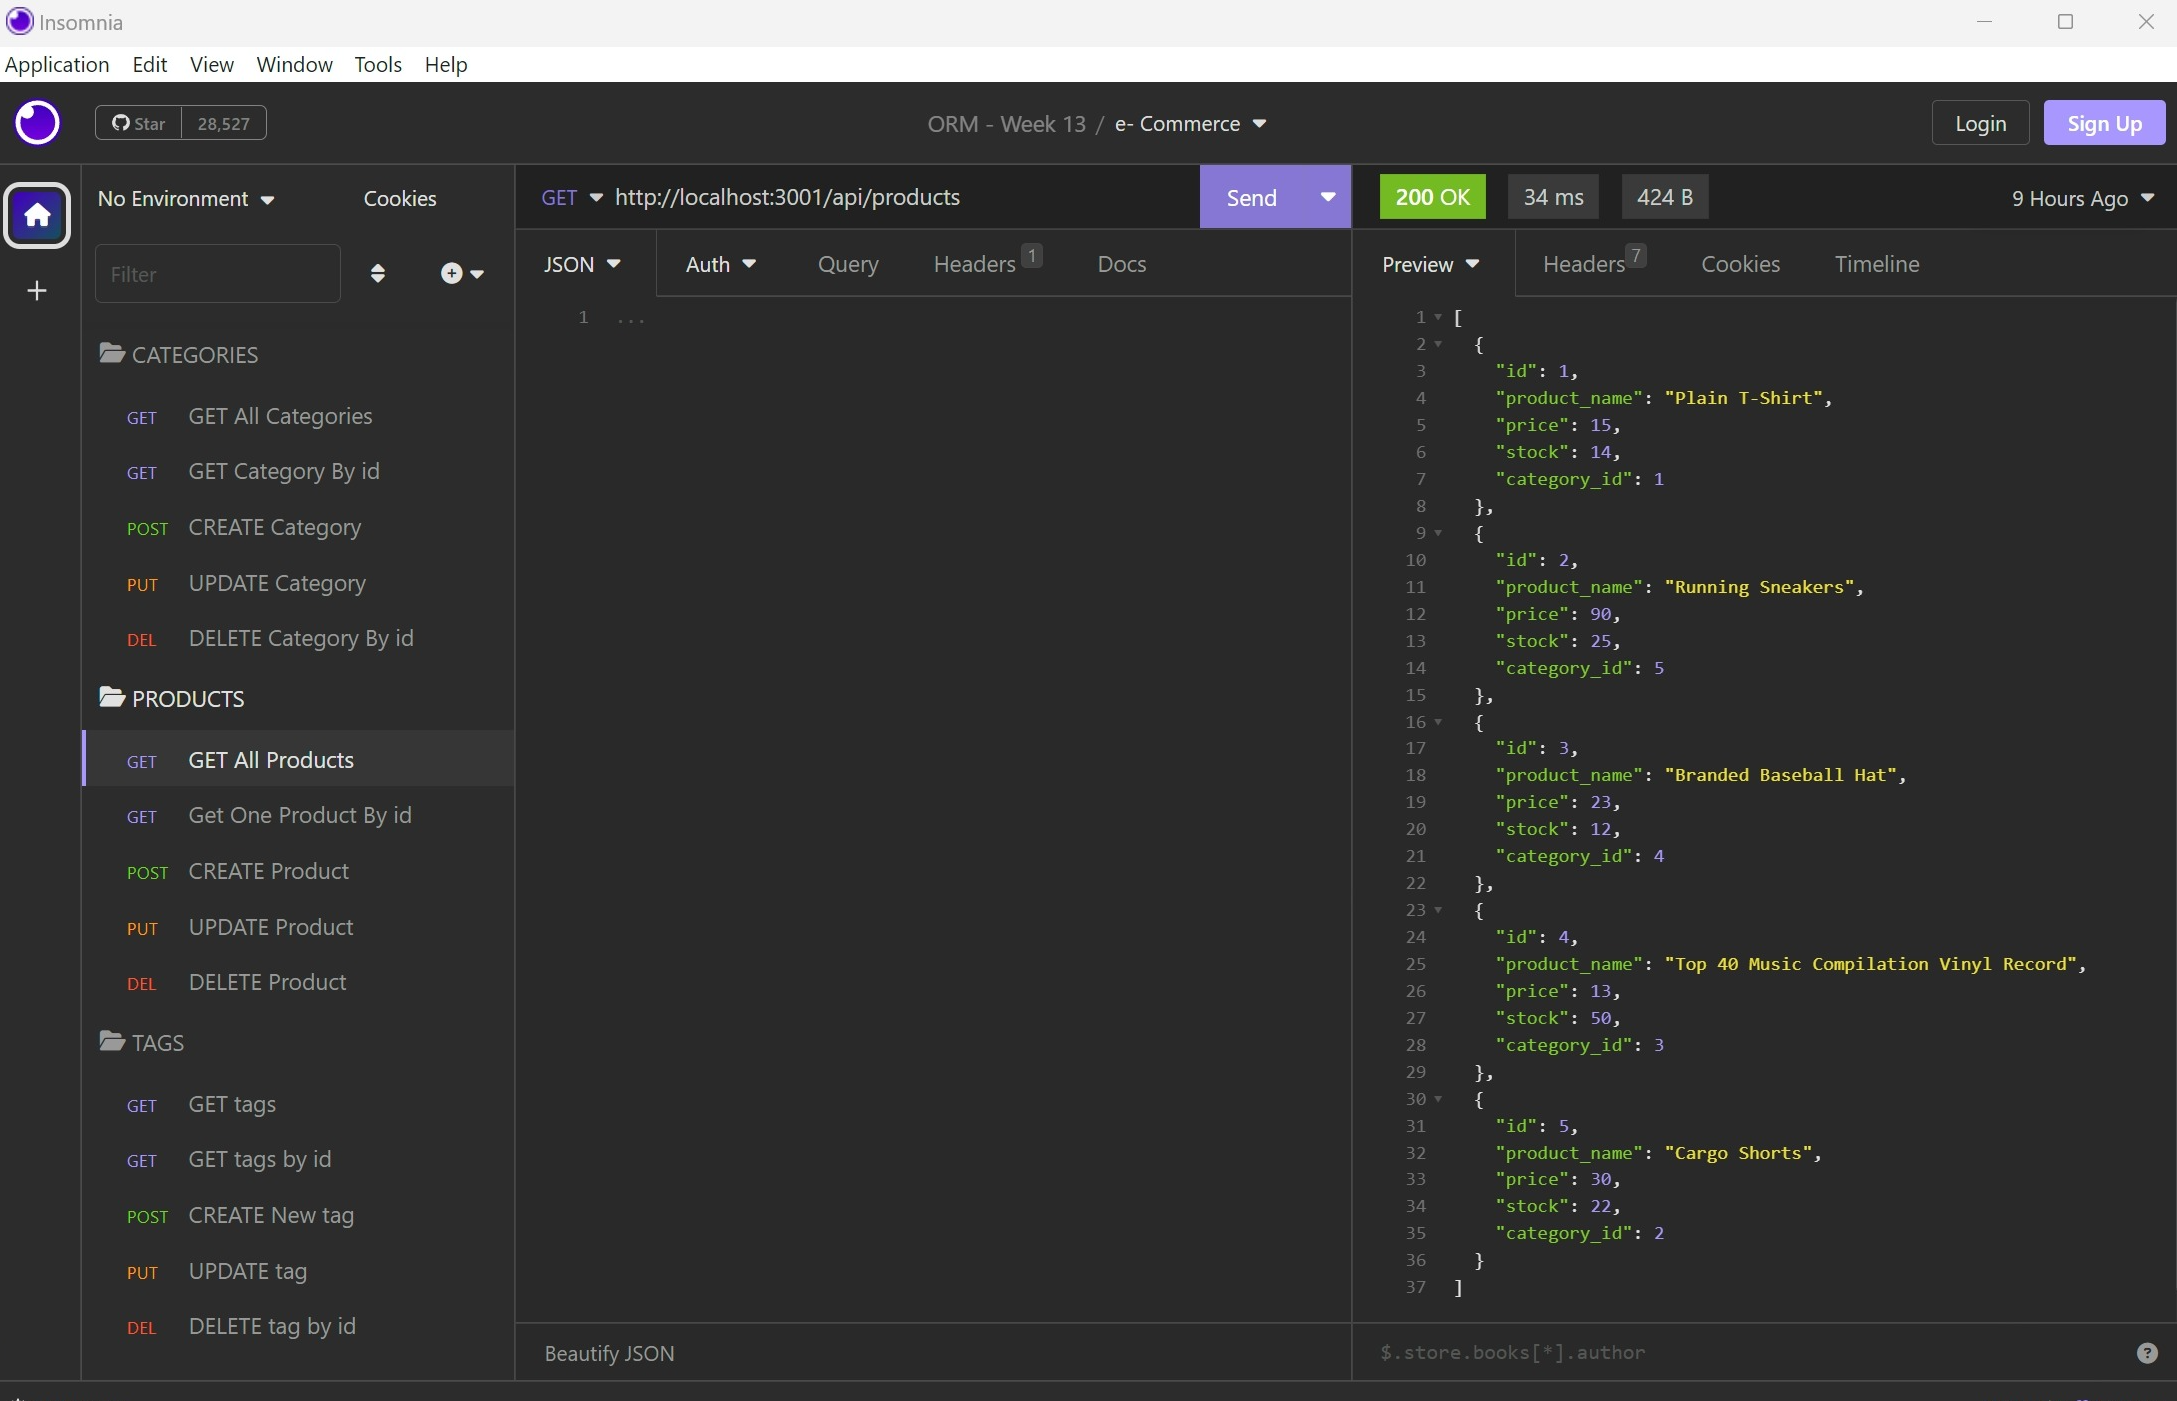 Insomnia
Application Edit View Window Tools Help
Star 28,527
ORM - Week 13 / e- Commerce
Login Sign Up
No Environment Cookies
Filter
CATEGORIES
GET GET All Categories
GET GET Category By id
POST CREATE Category
PUT UPDATE Category
DEL DELETE Category By id
PRODUCTS
GET GET All Products
GET Get One Product By id
POST CREATE Product
PUT UPDATE Product
DEL DELETE Product
TAGS
GET GET tags
GET GET tags by id
POST CREATE New tag
PUT UPDATE tag
DEL DELETE tag by id
GET http://localhost:3001/api/products Send
JSON Auth Query Headers 1 Docs
1 ...
Beautify JSON
200 OK 34 ms 424 B 9 Hours Ago
Preview Headers 7 Cookies Timeline
1 [
2 {
3 "id": 1,
4 "product_name": "Plain T-Shirt",
5 "price": 15,
6 "stock": 14,
7 "category_id": 1
8 },
9 {
10 "id": 2,
11 "product_name": "Running Sneakers",
12 "price": 90,
13 "stock": 25,
14 "category_id": 5
15 },
16 {
17 "id": 3,
18 "product_name": "Branded Baseball Hat",
19 "price": 23,
20 "stock": 12,
21 "category_id": 4
22 },
23 {
24 "id": 4,
25 "product_name": "Top 40 Music Compilation Vinyl Record",
26 "price": 13,
27 "stock": 50,
28 "category_id": 3
29 },
30 {
31 "id": 5,
32 "product_name": "Cargo Shorts",
33 "price": 30,
34 "stock": 22,
35 "category_id": 2
36 }
37 ]
$.store.books[*].author
?